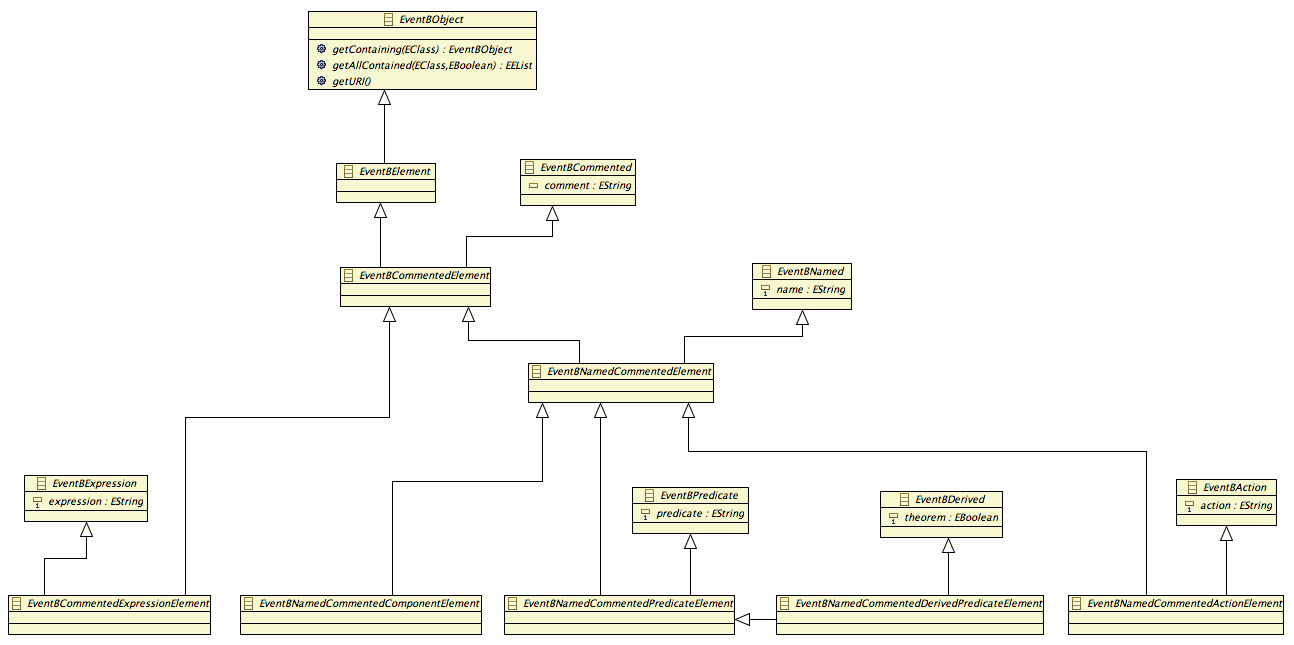 EventBObject
getContaining(EClass) : EventBObject
getAllContained(EClass,EBoolean) : EEList
getURI()
EventBElement
EventBCommented
comment : EString
EventBCommentedElement
EventBNamed
name : EString
EventBNamedCommentedElement
EventBExpression
expression : EString
EventBPredicate
predicate : EString
EventBDerived
theorem : EBoolean
EventBAction
action : EString
EventBCommentedExpressionElement
EventBNamedCommentedComponentElement
EventBNamedCommentedPredicateElement
EventBNamedCommentedDerivedPredicateElement
EventBNamedCommentedActionElement